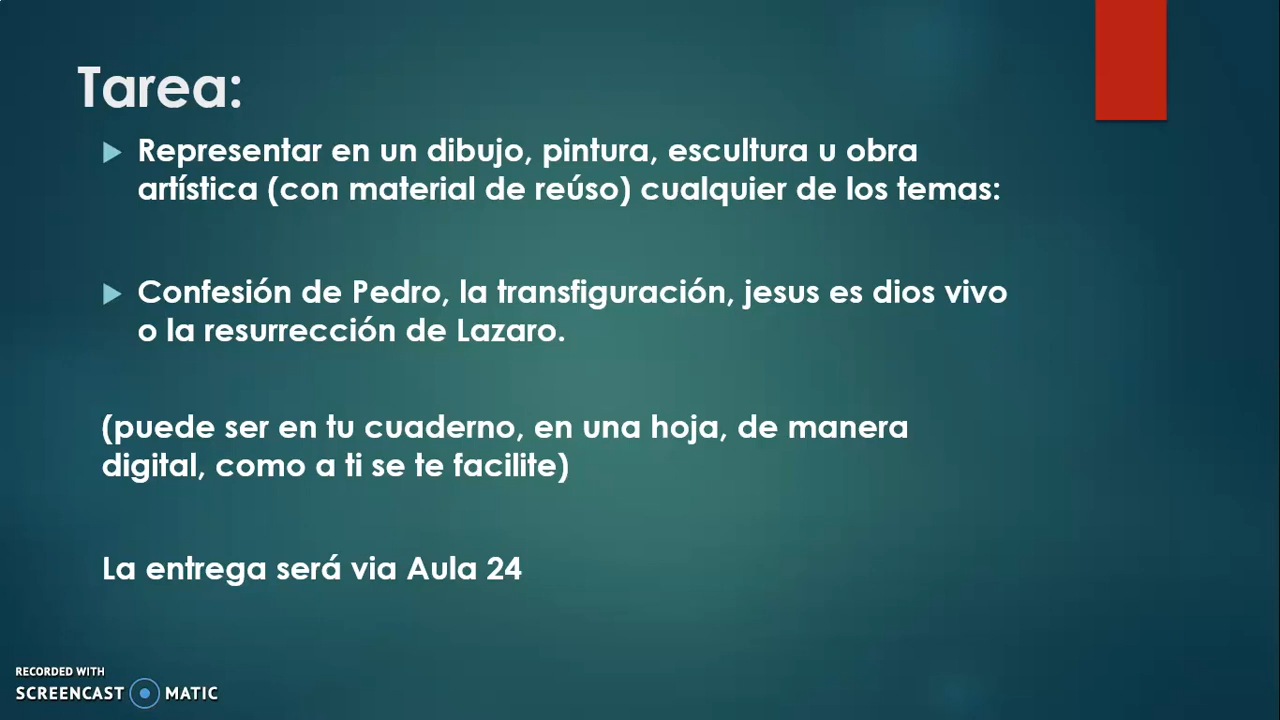 Tarea:
Representar en un dibujo, pintura, escultura u obra
artística (con material de reúso) cualquier de los temas:
Confesión de Pedro, la transfiguración, jesus es dios vivo
o la resurrección de Lazaro.
(puede ser en tu cuaderno, en una hoja, de manera
digital, como a ti se te facilite)
La entrega será via Aula 24
RECORDED WITH
SCREENCAST MATIC